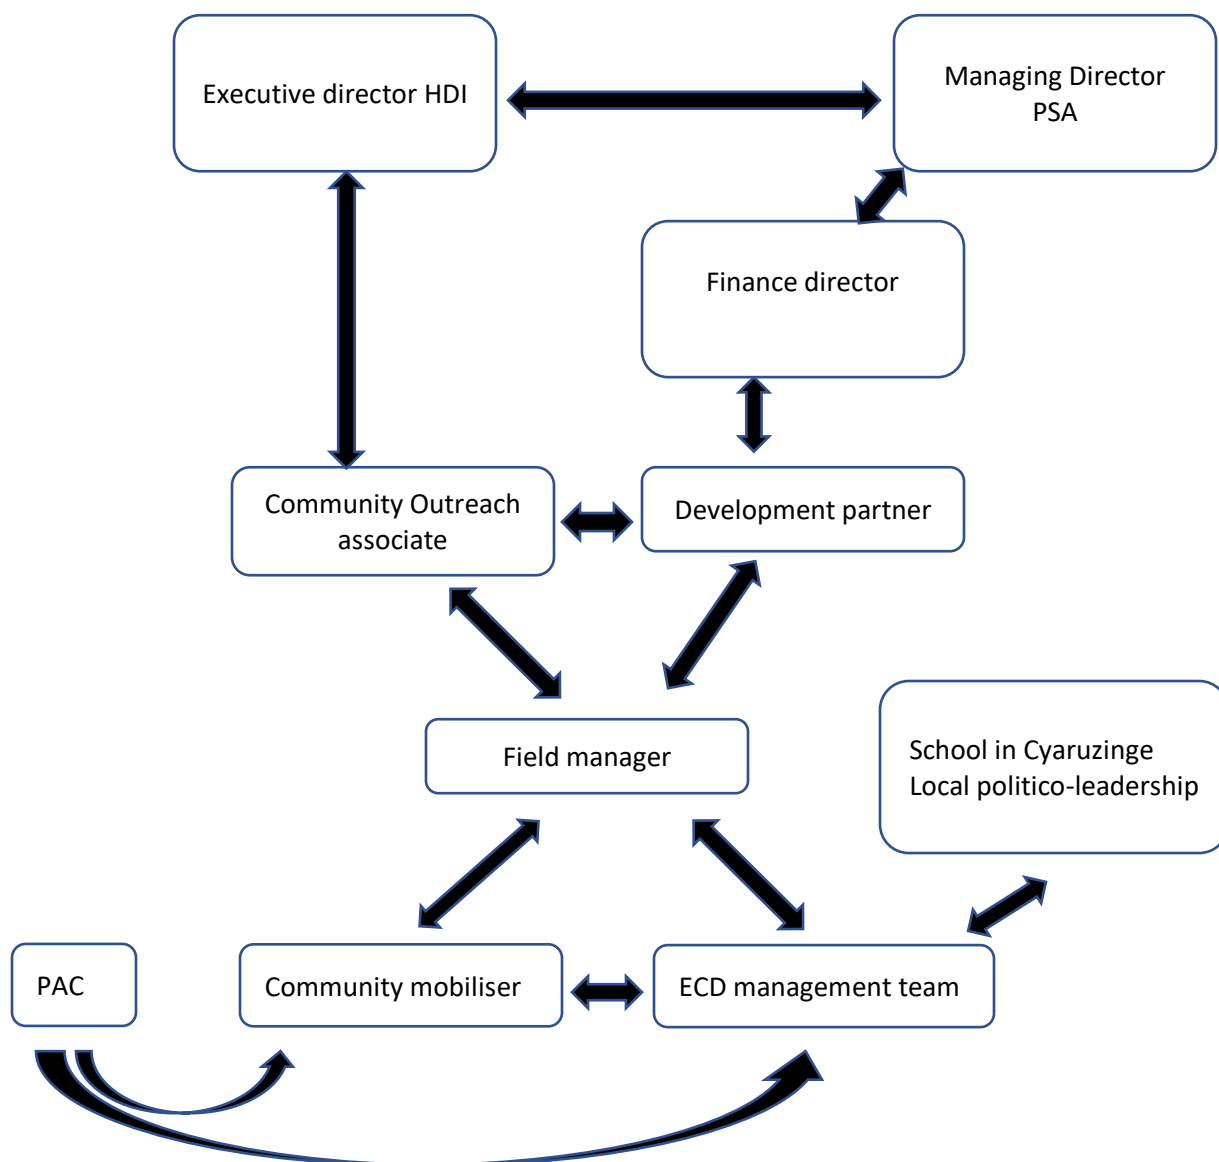 Executive director HDI
Managing Director
PSA
Finance director
Community Outreach
associate
Development partner
Field manager
School in Cyaruzinge
Local politico-leadership
PAC
Community mobiliser
ECD management team